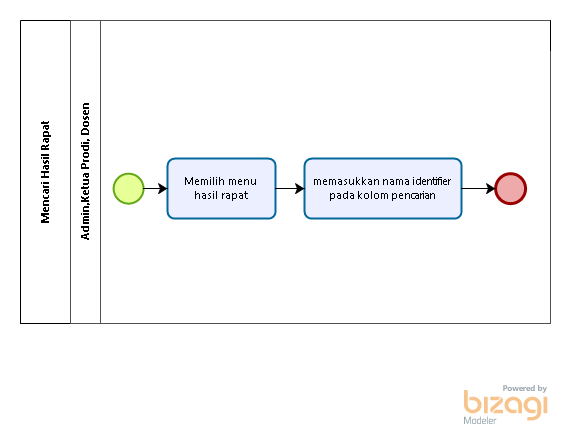 Mencari Hasil Rapat
Admin,Ketua Prodi, Dosen
Memilih menu
hasil rapat
memasukkan nama identifier
pada kolom pencarian
Powered by
bizagi
Modeler